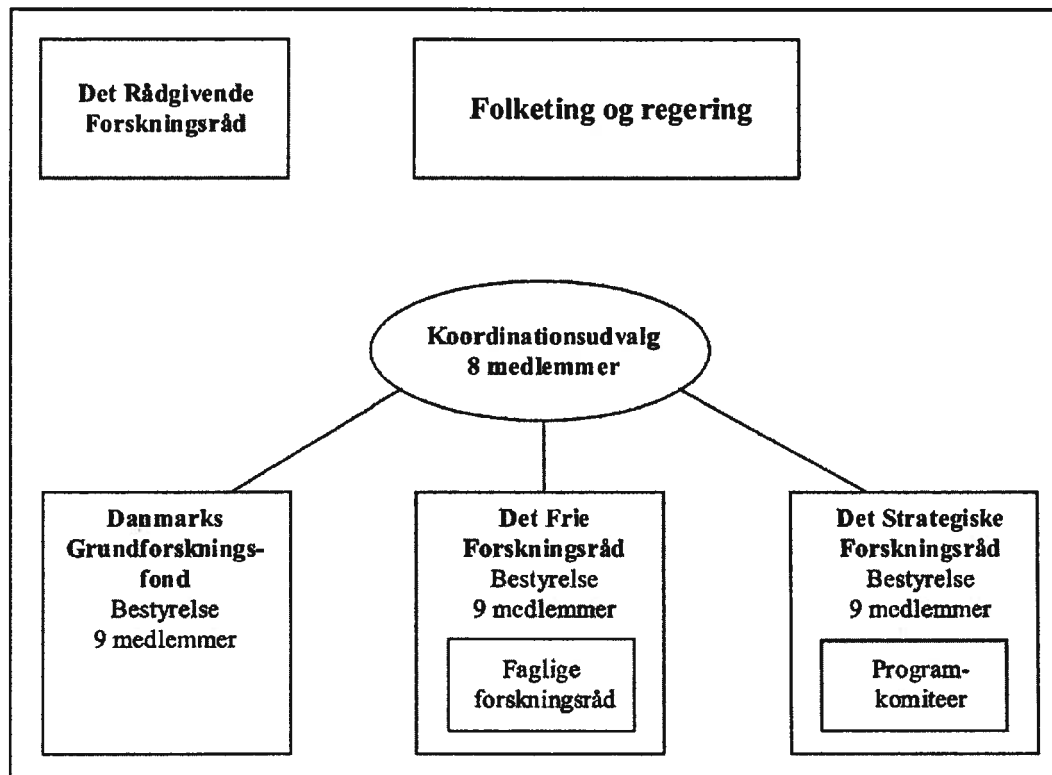 Det Rådgivende
Forskningsråd
Folketing og regering
Koordinationsudvalg
8 medlemmer
Danmarks
Grundforsknings-
fond
Bestyrelse
9 medlemmer
Det Frie
Forskningsråd
Bestyrelse
9 medlemmer
Faglige
forskningsråd
Det Strategiske
Forskningsråd
Bestyrelse
9 medlemmer
Program-
komiteer